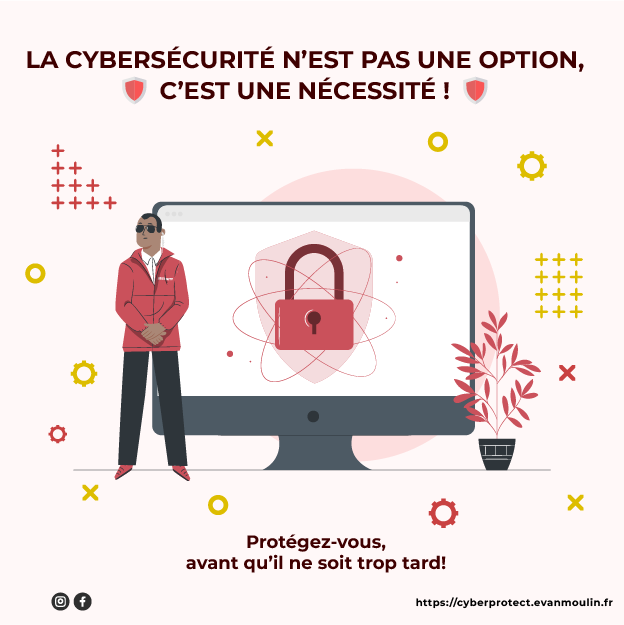 LA CYBERSÉCURITÉ N’EST PAS UNE OPTION,
C’EST UNE NÉCESSITÉ !
Protégez-vous,
avant qu’il ne soit trop tard!
https://cyberprotect.evanmoulin.fr